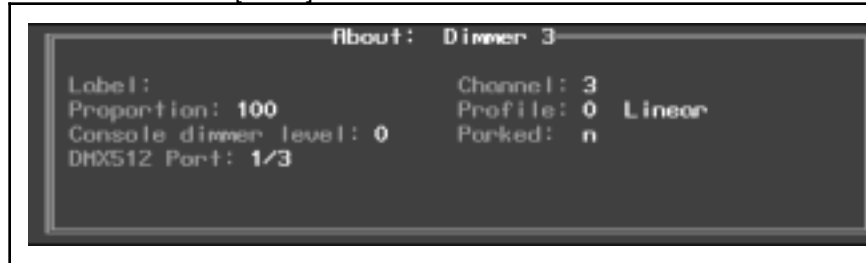 About: Dimmer 3
Label: Channel: 3
Proportion: 100 Profile: 0 Linear
Console dimmer level: 0 Parked: n
DMX512 Port: 1/3